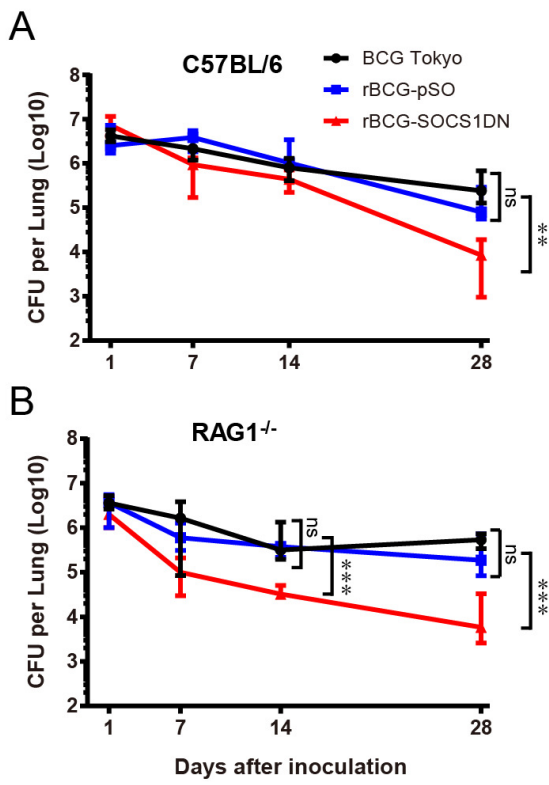 A
C57BL/6
BCG Tokyo
rBCG-pSO
rBCG-SOCS1DN
CFU per Lung (Log10)
8
7
6
5
4
3
2
1
7
14
28
ns
**
B
RAG1-/-
CFU per Lung (Log10)
8
7
6
5
4
3
2
1
7
14
28
ns
***
ns
***
Days after inoculation